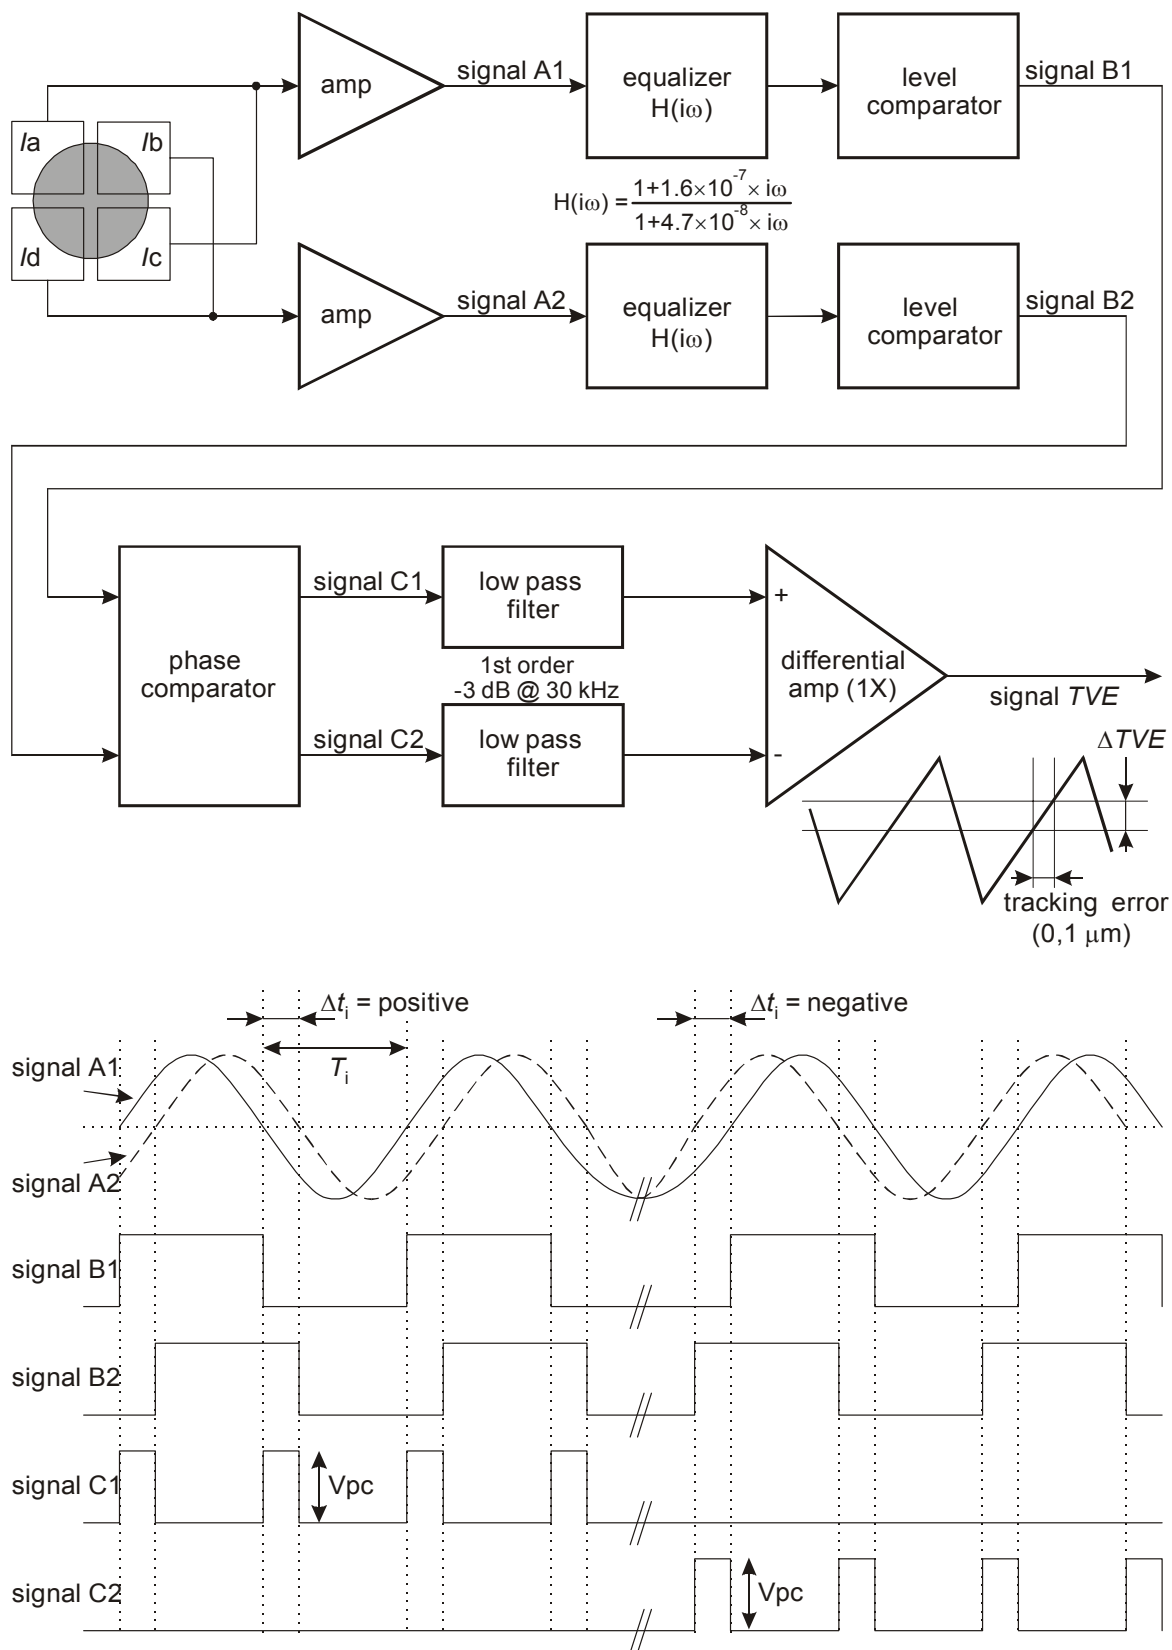 amp
signal A1
equalizer
H(iω)
level
comparator
signal B1
Ia
Ib
Id
Ic
H(iω) = (1+1.6×10^-7 × iω) / (1+4.7×10^-8 × iω)
amp
signal A2
equalizer
H(iω)
level
comparator
signal B2
phase
comparator
signal C1
low pass
filter
1st order
-3 dB @ 30 kHz
signal C2
low pass
filter
+
differential
amp (1X)
-
signal TVE
ΔTVE
tracking error
(0,1 μm)
Δti = positive
Δti = negative
Ti
signal A1
signal A2
signal B1
signal B2
signal C1
Vpc
signal C2
Vpc